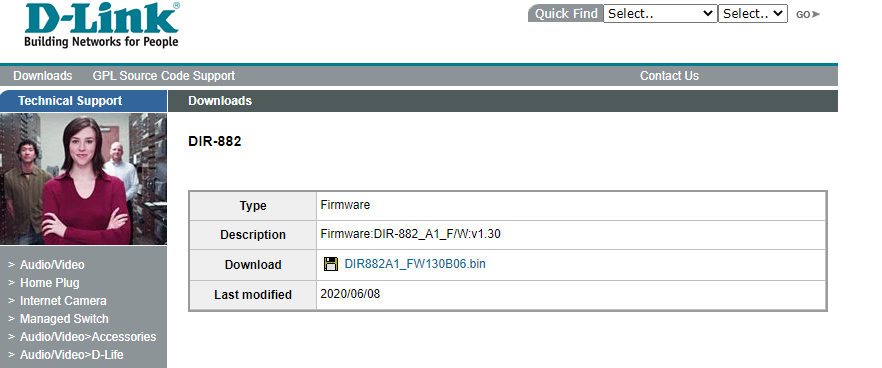 D-Link®
Building Networks for People
Quick Find Select.. Select.. GO
Downloads GPL Source Code Support Contact Us
Technical Support
Downloads
DIR-882
Type Firmware
Description Firmware:DIR-882_A1_F/W:v1.30
Download DIR882A1_FW130B06.bin
Last modified 2020/06/08
> Audio/Video
> Home Plug
> Internet Camera
> Managed Switch
> Audio/Video>Accessories
> Audio/Video>D-Life